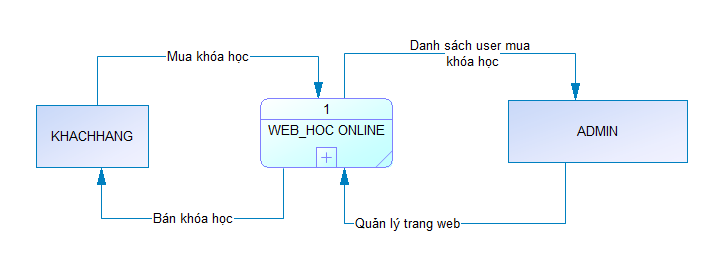 Mua khóa học
Danh sách user mua
khóa học
1
WEB_HOC ONLINE
KHACHHANG
ADMIN
Bán khóa học
Quản lý trang web